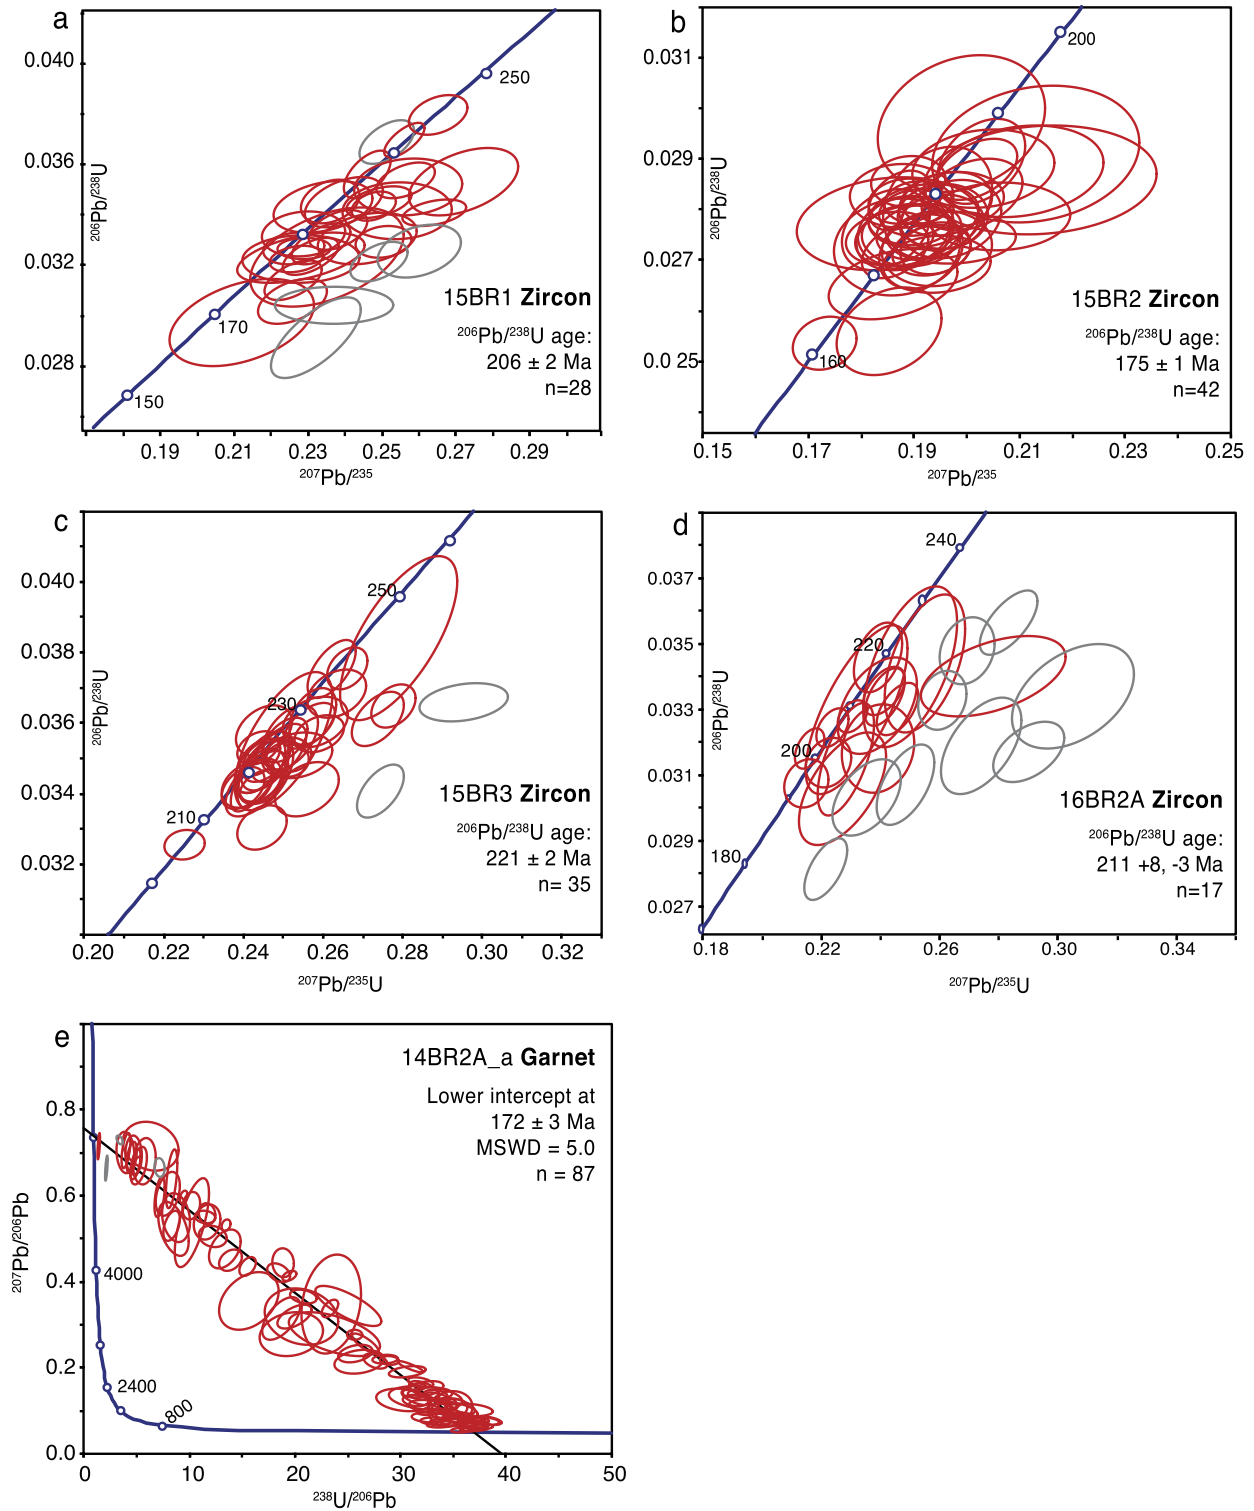 a
0.040
0.036
0.032
0.028
206Pb/238U
250
170
150
15BR1 Zircon
206Pb/238U age:
206 ± 2 Ma
n=28
0.19 0.21 0.23 0.25 0.27 0.29
207Pb/235
b
0.031
0.029
0.027
0.0 25
206Pb/238U
200
160
15BR2 Zircon
206Pb/238U age:
175 ± 1 Ma
n=42
0.15 0.17 0.19 0.21 0.23 0.25
207Pb/235
c
0.040
0.038
0.036
0.034
0.032
206Pb/238U
250
230
210
15BR3 Zircon
206Pb/238U age:
221 ± 2 Ma
n= 35
0.20 0.22 0.24 0.26 0.28 0.30 0.32
207Pb/235U
d
0.037
0.035
0.033
0.031
0.029
0.027
206Pb/238U
240
220
200
180
16BR2A Zircon
206Pb/238U age:
211 +8, -3 Ma
n=17
0.18 0.22 0.26 0.30 0.34
207Pb/235U
e
0.8
0.6
0.4
0.2
0.0
207Pb/206Pb
4000
2400
800
14BR2A_a Garnet
Lower intercept at
172 ± 3 Ma
MSWD = 5.0
n = 87
0 10 20 30 40 50
238U/206Pb